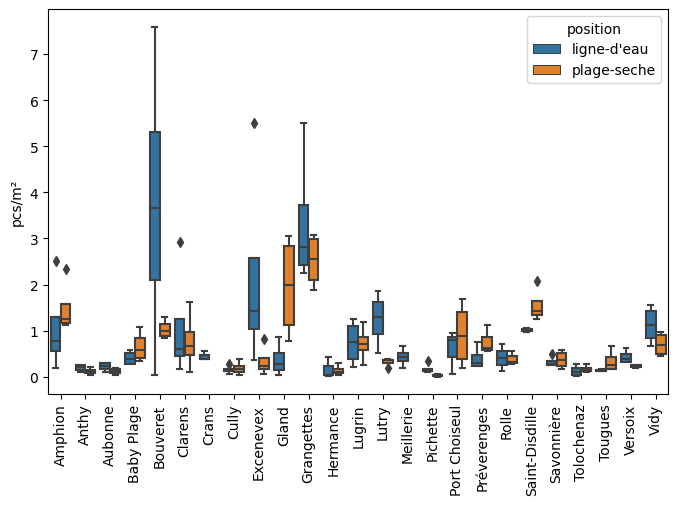 position
ligne-d'eau
plage-seche
pcs/m²
7
6
5
4
3
2
1
0
Amphion
Anthy
Aubonne
Baby Plage
Bouveret
Clarens
Crans
Cully
Excenevex
Gland
Grangettes
Hermance
Lugrin
Lutry
Meillerie
Pichette
Port Choiseul
Préverenges
Rolle
Saint-Disdille
Savonnière
Tolochenaz
Tougues
Versoix
Vidy